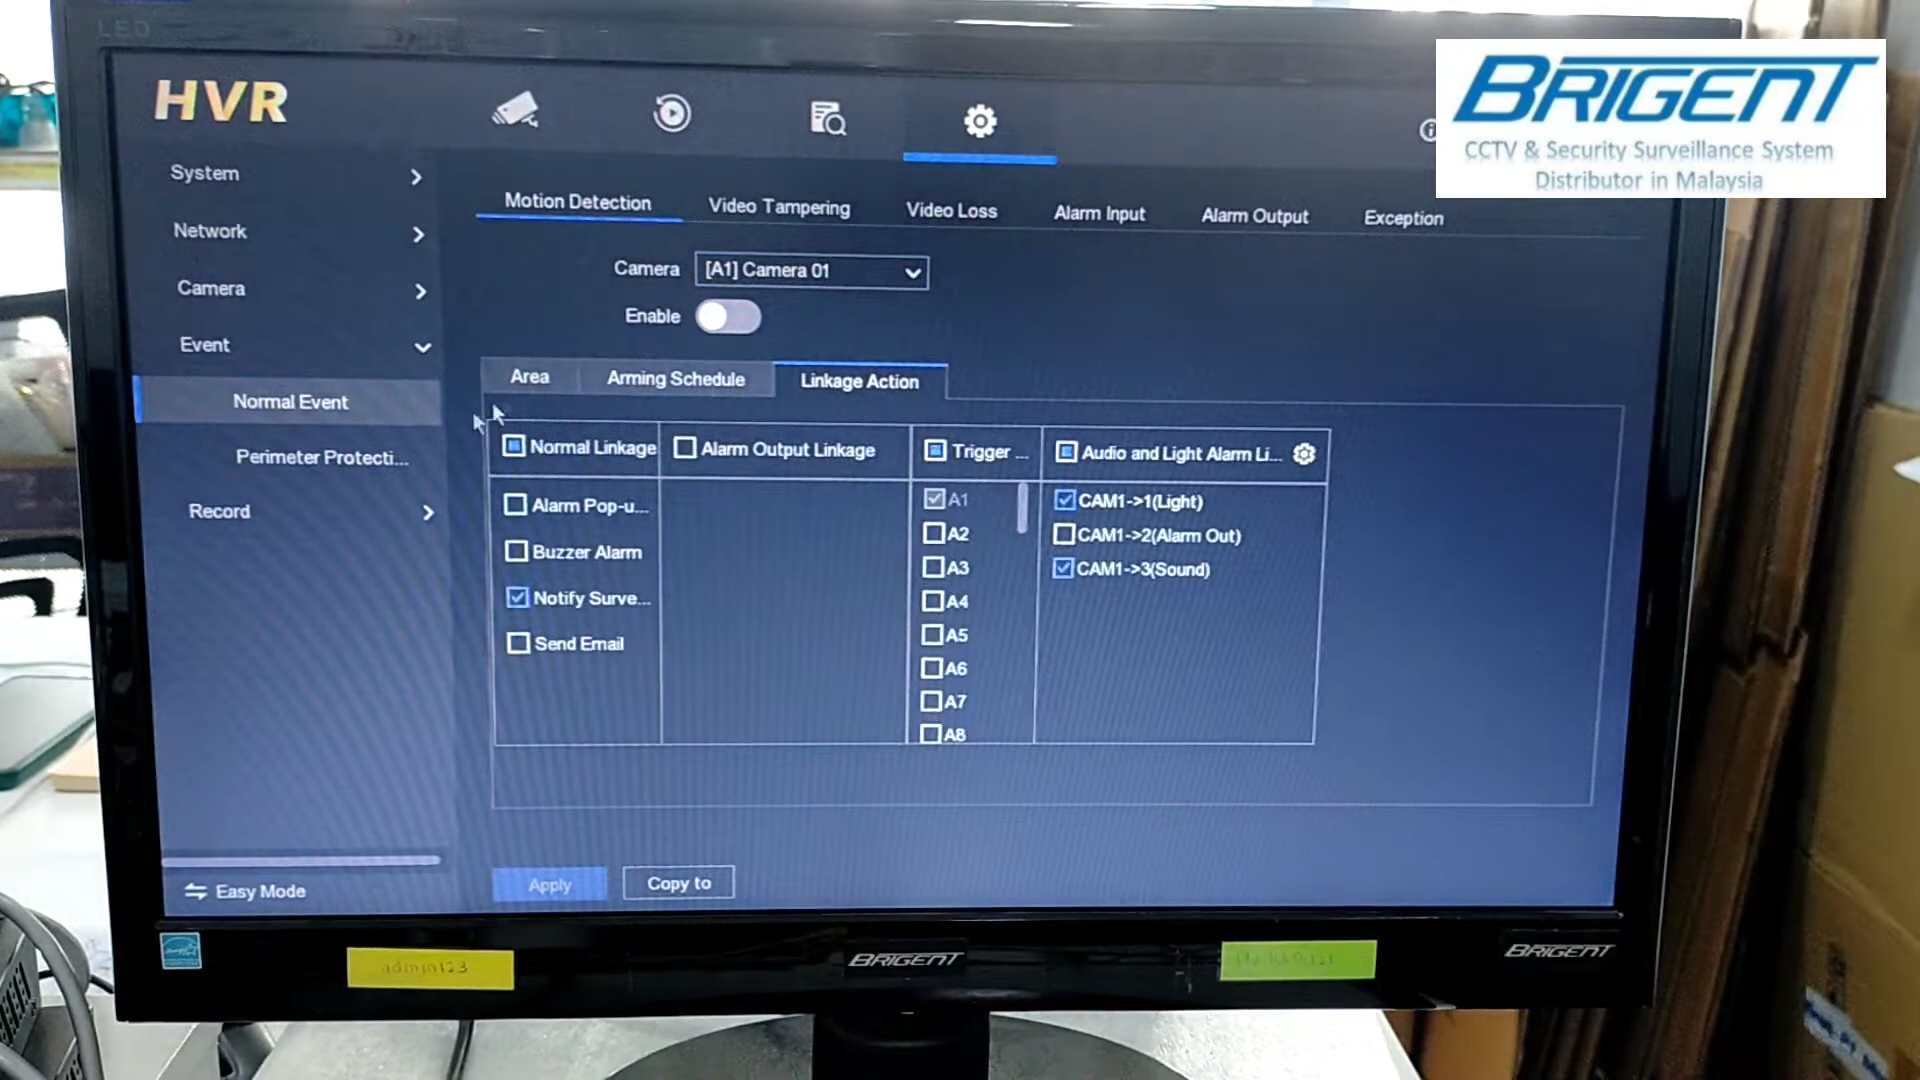 LED
HVR
BRIGENT
CCTV & Security Surveillance System
Distributor in Malaysia
System
Network
Camera
Event
Normal Event
Perimeter Protecti...
Record
Easy Mode
Motion Detection
Video Tampering
Video Loss
Alarm Input
Alarm Output
Exception
Camera
[A1] Camera 01
Enable
Area
Arming Schedule
Linkage Action
Normal Linkage
Alarm Output Linkage
Trigger ...
Audio and Light Alarm Li...
Alarm Pop-u...
Buzzer Alarm
Notify Surve...
Send Email
A1
A2
A3
A4
A5
A6
A7
A8
CAM1->1(Light)
CAM1->2(Alarm Out)
CAM1->3(Sound)
Apply
Copy to
admin123
BRIGENT
BRIGENT